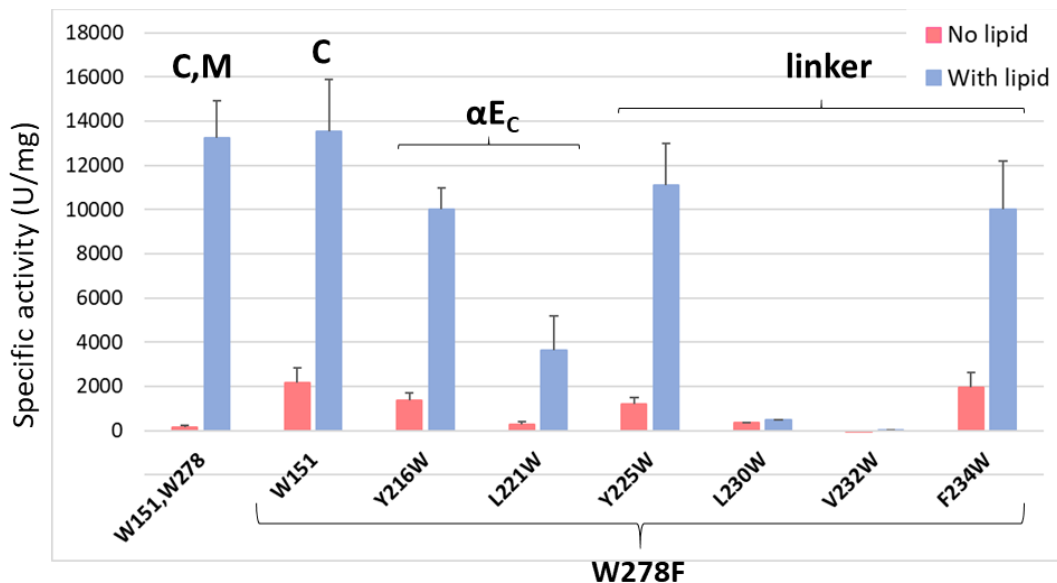 18000
16000
14000
12000
10000
8000
6000
4000
2000
0
Specific activity (U/mg)
No lipid
With lipid
C,M
C
αEC
linker
W151,W278
W151
Y216W
L221W
Y225W
L230W
V232W
F234W
W278F